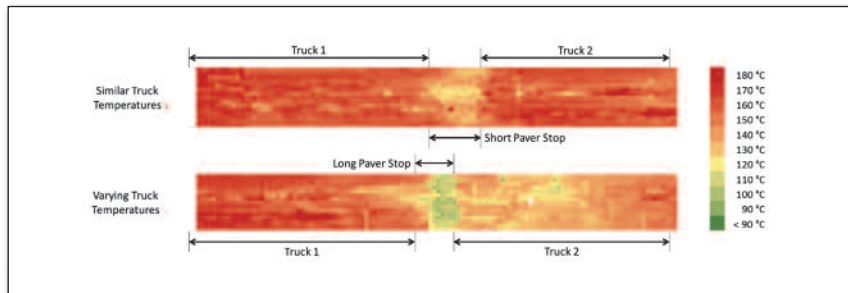 Truck 1
Truck 2
Similar Truck
Temperatures
Short Paver Stop
Long Paver Stop
Varying Truck
Temperatures
Truck 1
Truck 2
180 °C
170 °C
160 °C
150 °C
140 °C
130 °C
120 °C
110 °C
100 °C
90 °C
< 90 °C